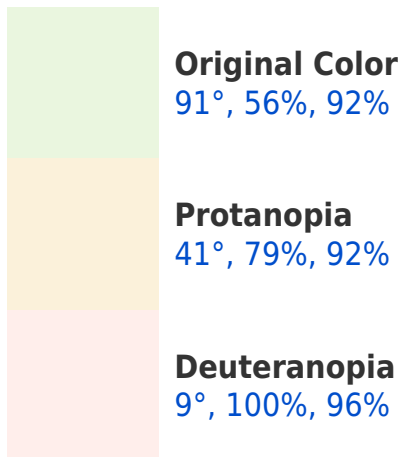 Original Color
91°, 56%, 92%
Protanopia
41°, 79%, 92%
Deuteranopia
9°, 100%, 96%